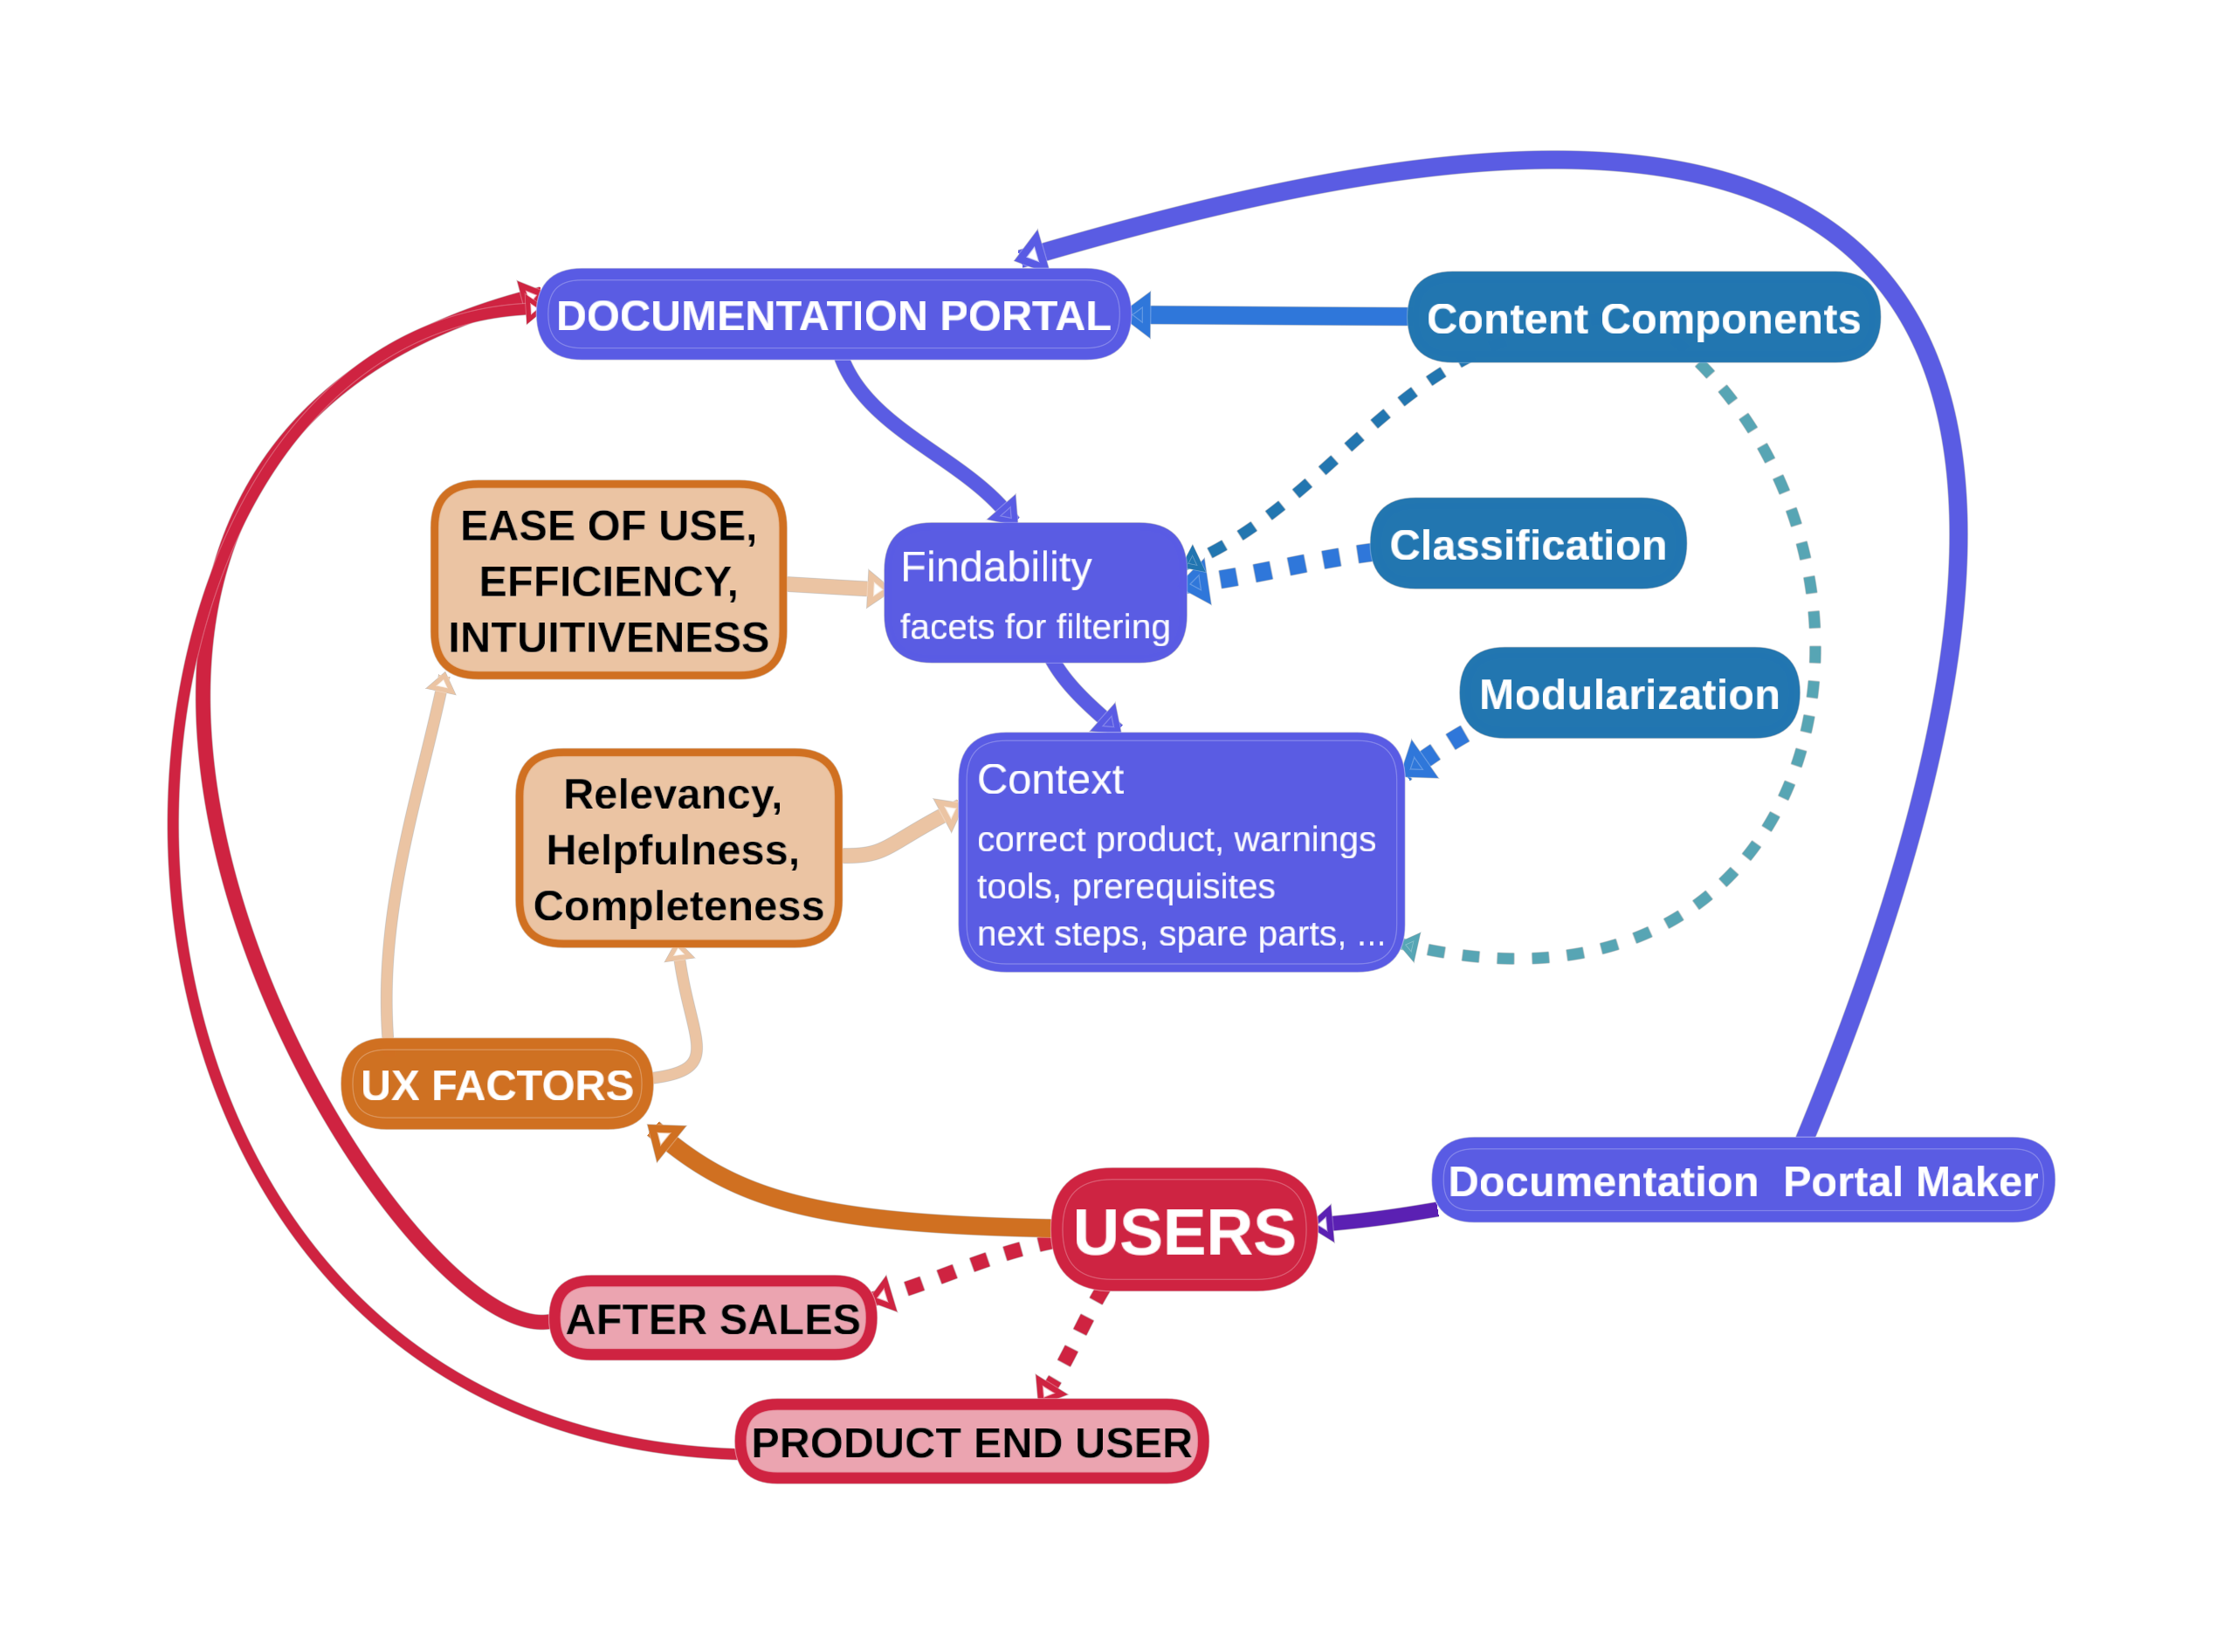 DOCUMENTATION PORTAL
Content Components
EASE OF USE,
EFFICIENCY,
INTUITIVENESS
Findability
facets for filtering
Classification
Modularization
Relevancy,
Helpfulness,
Completeness
Context
correct product, warnings
tools, prerequisites
next steps, spare parts, ...
UX FACTORS
Documentation  Portal Maker
USERS
AFTER SALES
PRODUCT END USER